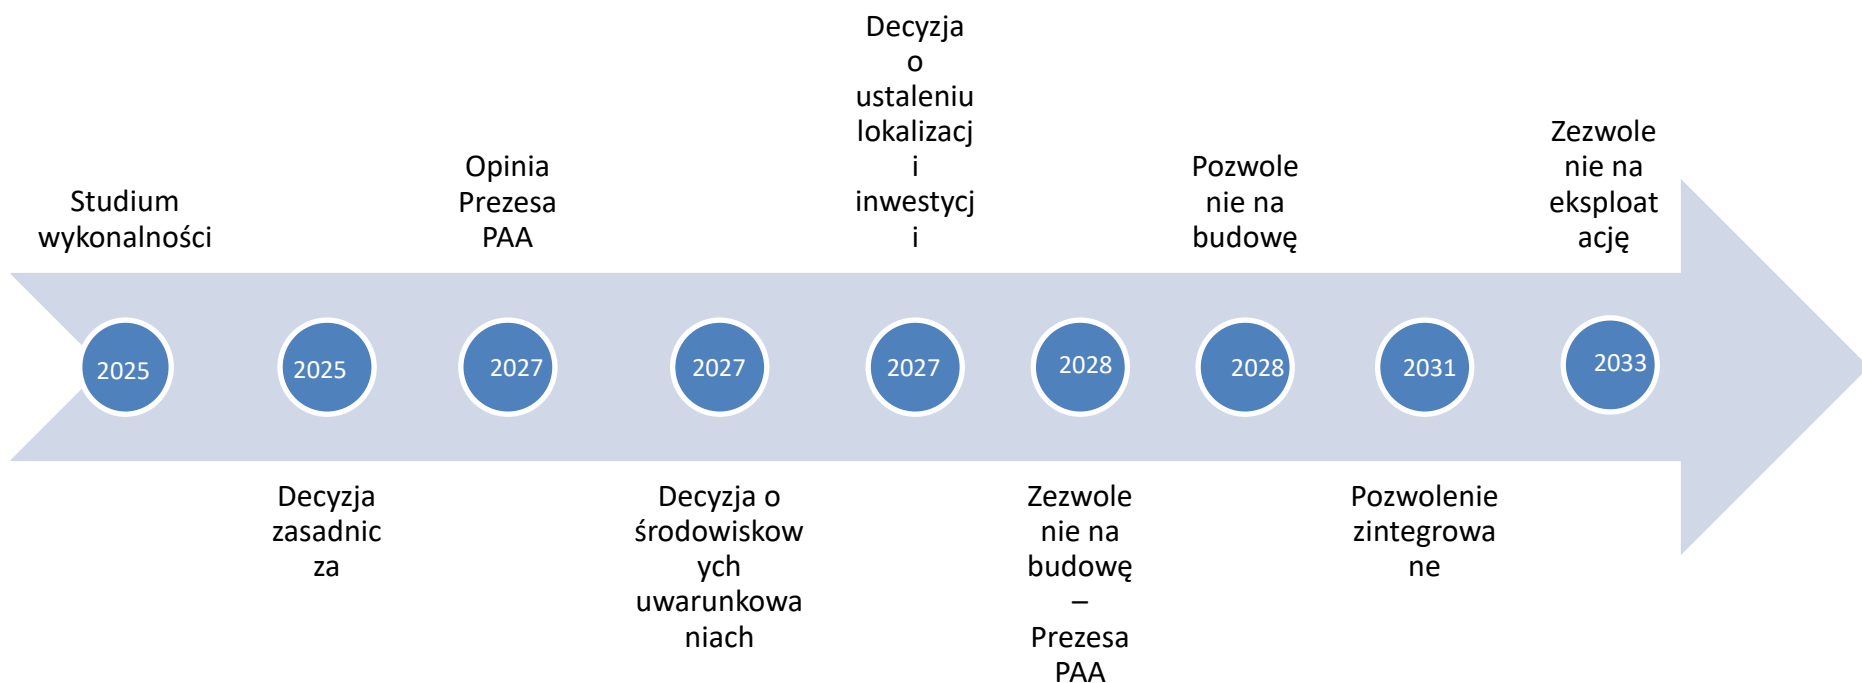 Studium
wykonalności
Opinia
Prezesa
PAA
Decyzja
o
ustaleniu
lokalizacj
i
inwestycj
i
Pozwole
nie na
budowę
Zezwole
nie na
eksploat
ację
2025
2025
2027
2027
2027
2028
2028
2031
2033
Decyzja
zasadnic
za
Decyzja o
środowiskow
ych
uwarunkowa
niach
Zezwole
nie na
budowę
–
Prezesa
PAA
Pozwolenie
zintegrowa
ne